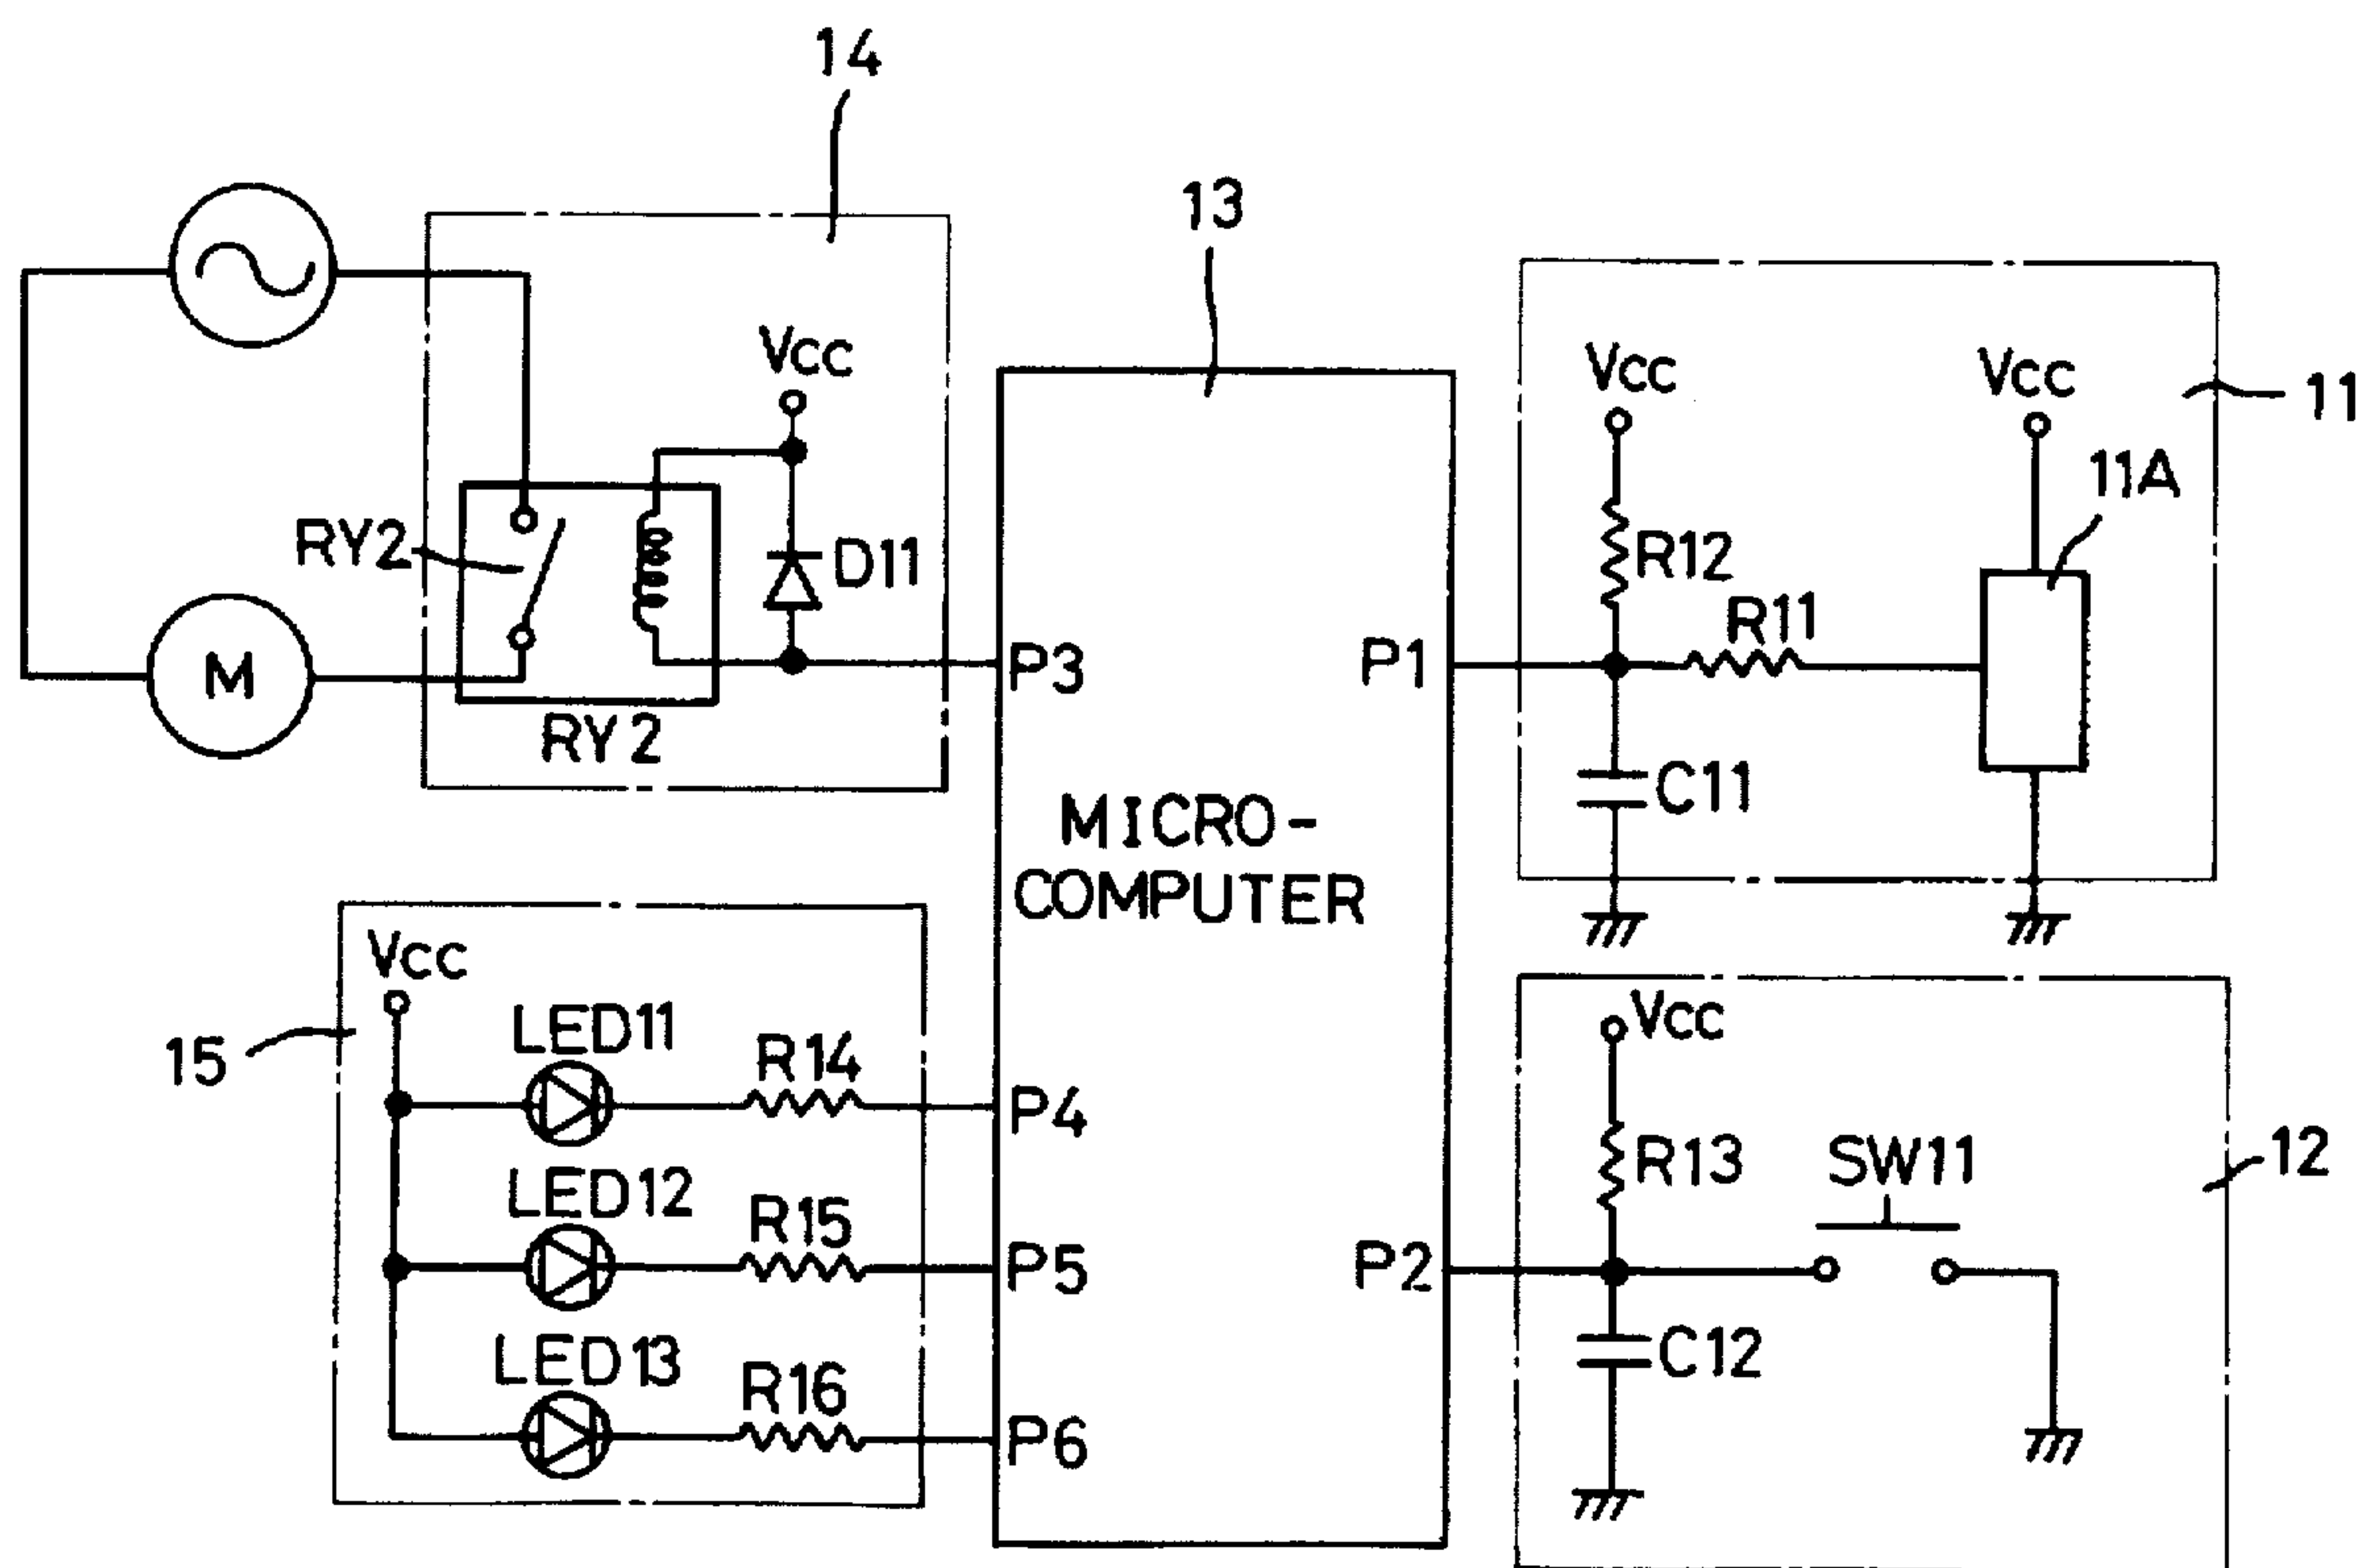 14
13
Vcc
RY2
D11
RY2
M
P3
P1
MICRO-
COMPUTER
Vcc
Vcc
11
11A
R12
R11
C11
15
Vcc
LED11
R14
P4
LED12
R15
P5
LED13
R16
P6
Vcc
R13
SW11
12
P2
C12